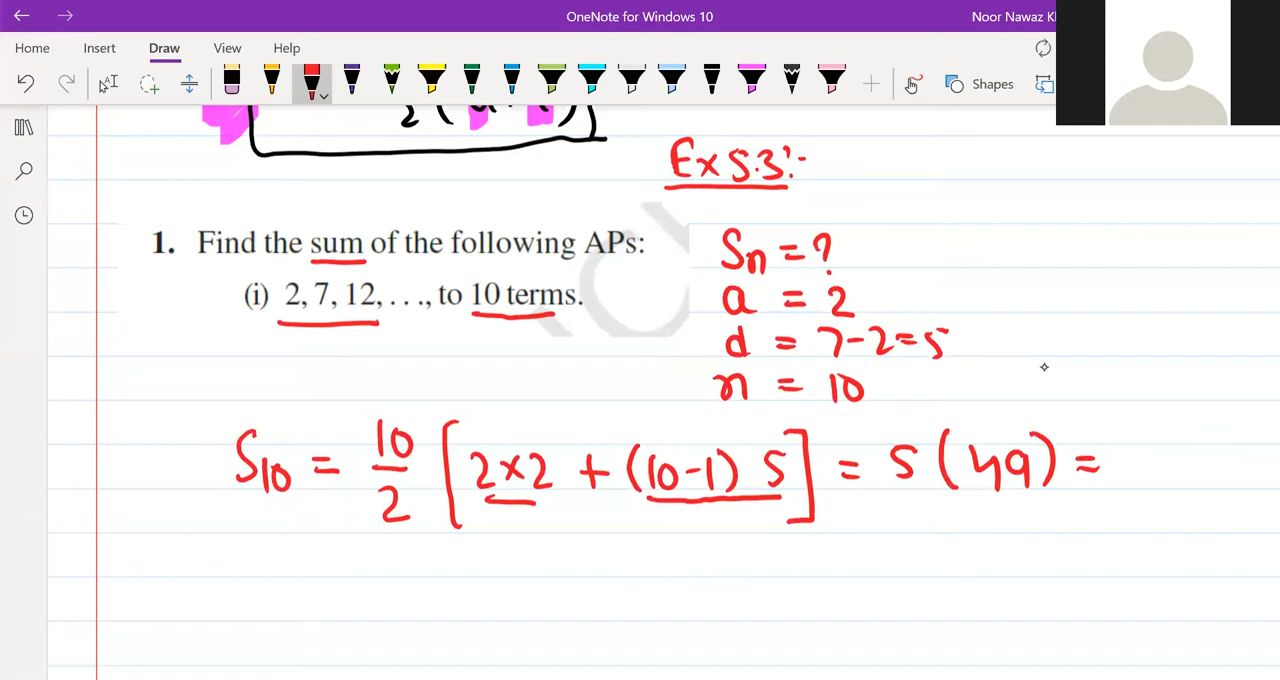 OneNote for Windows 10
Noor Nawaz Kh
Home Insert Draw View Help
Shapes
2 (
Ex 5.3:-
1. Find the sum of the following APs:
(i) 2, 7, 12, . . ., to 10 terms.
Sn = ?
a = 2
d = 7-2=5
n = 10
S10 = 10/2 [2×2 + (10-1) 5] = 5 (49) =